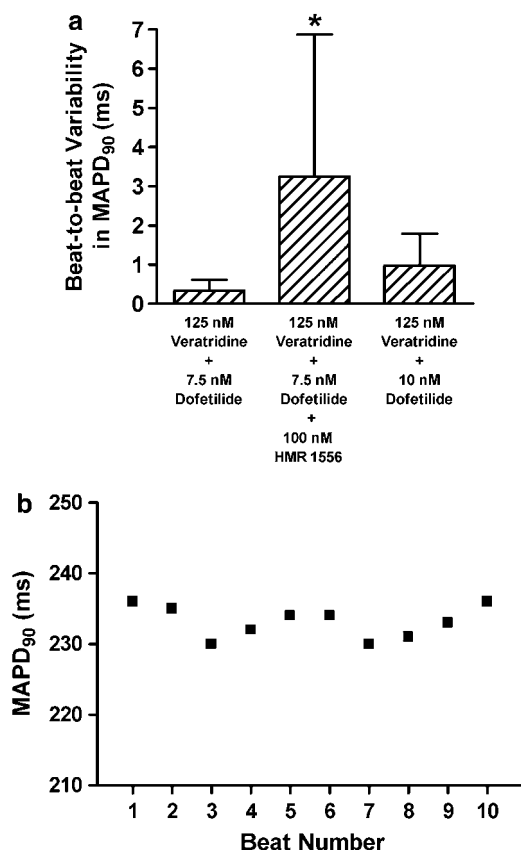 a
Beat-to-beat Variability
in MAPD90 (ms)
7
6
5
4
3
2
1
0
*
125 nM
Veratridine
+
7.5 nM
Dofetilide
125 nM
Veratridine
+
7.5 nM
Dofetilide
+
100 nM
HMR 1556
125 nM
Veratridine
+
10 nM
Dofetilide
b
MAPD90 (ms)
250
240
230
220
210
1 2 3 4 5 6 7 8 9 10
Beat Number